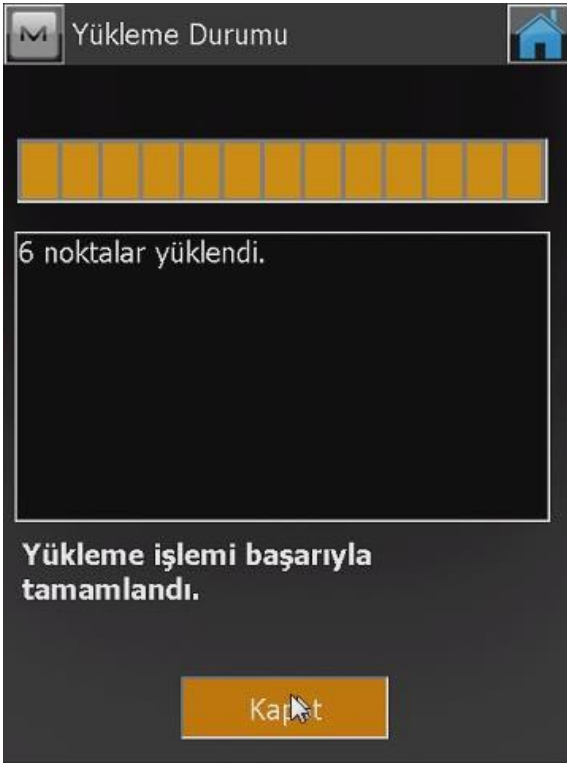 M Yükleme Durumu
6 noktalar yüklendi.
Yükleme işlemi başarıyla
tamamlandı.
Kapat